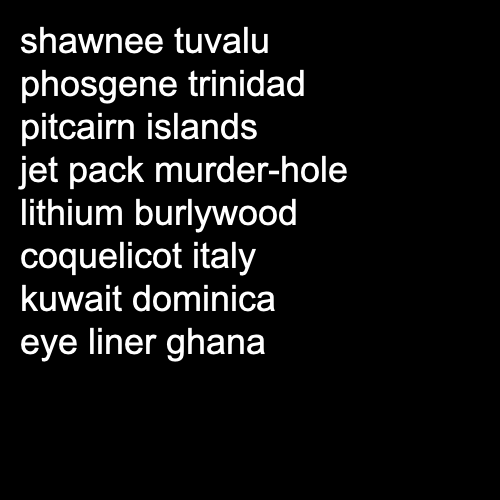 shawnee tuvalu
phosgene trinidad
pitcairn islands
jet pack murder-hole
lithium burlywood
coquelicot italy
kuwait dominica
eye liner ghana